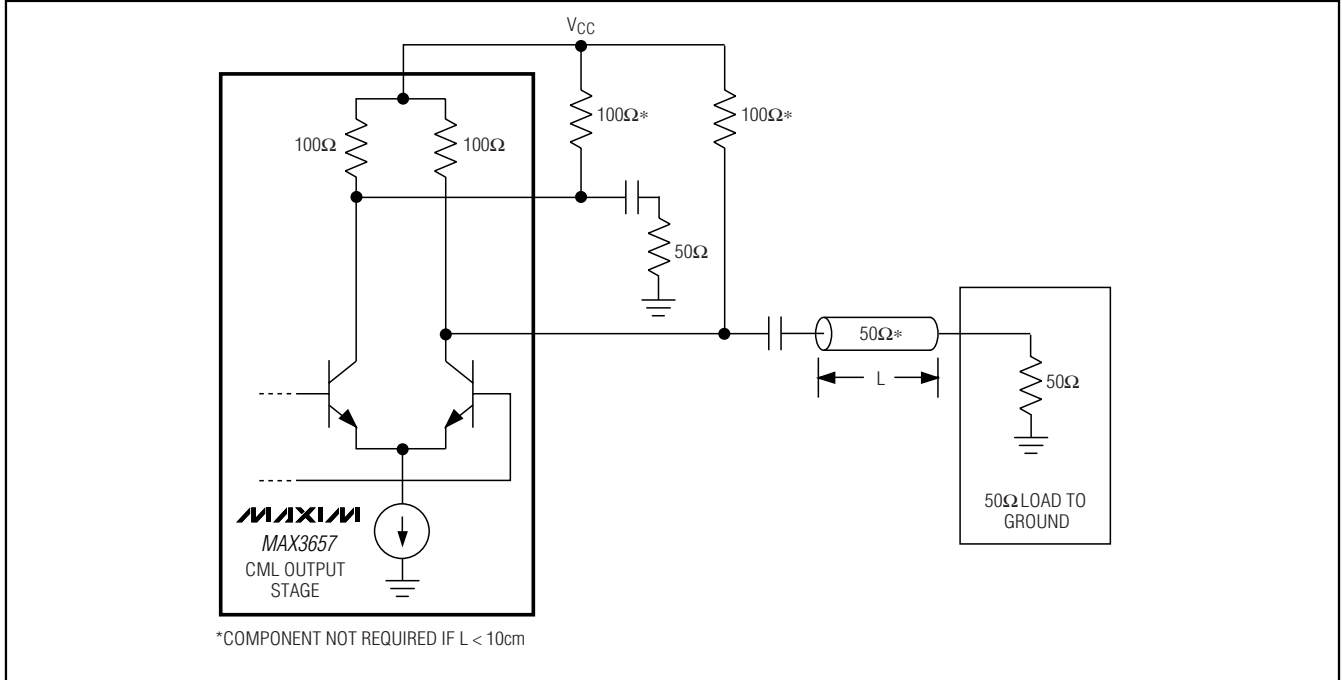 VCC
100Ω*
100Ω*
100Ω
100Ω
50Ω
50Ω*
L
50Ω
50Ω LOAD TO
GROUND
MAXIM
MAX3657
CML OUTPUT
STAGE
*COMPONENT NOT REQUIRED IF L < 10cm